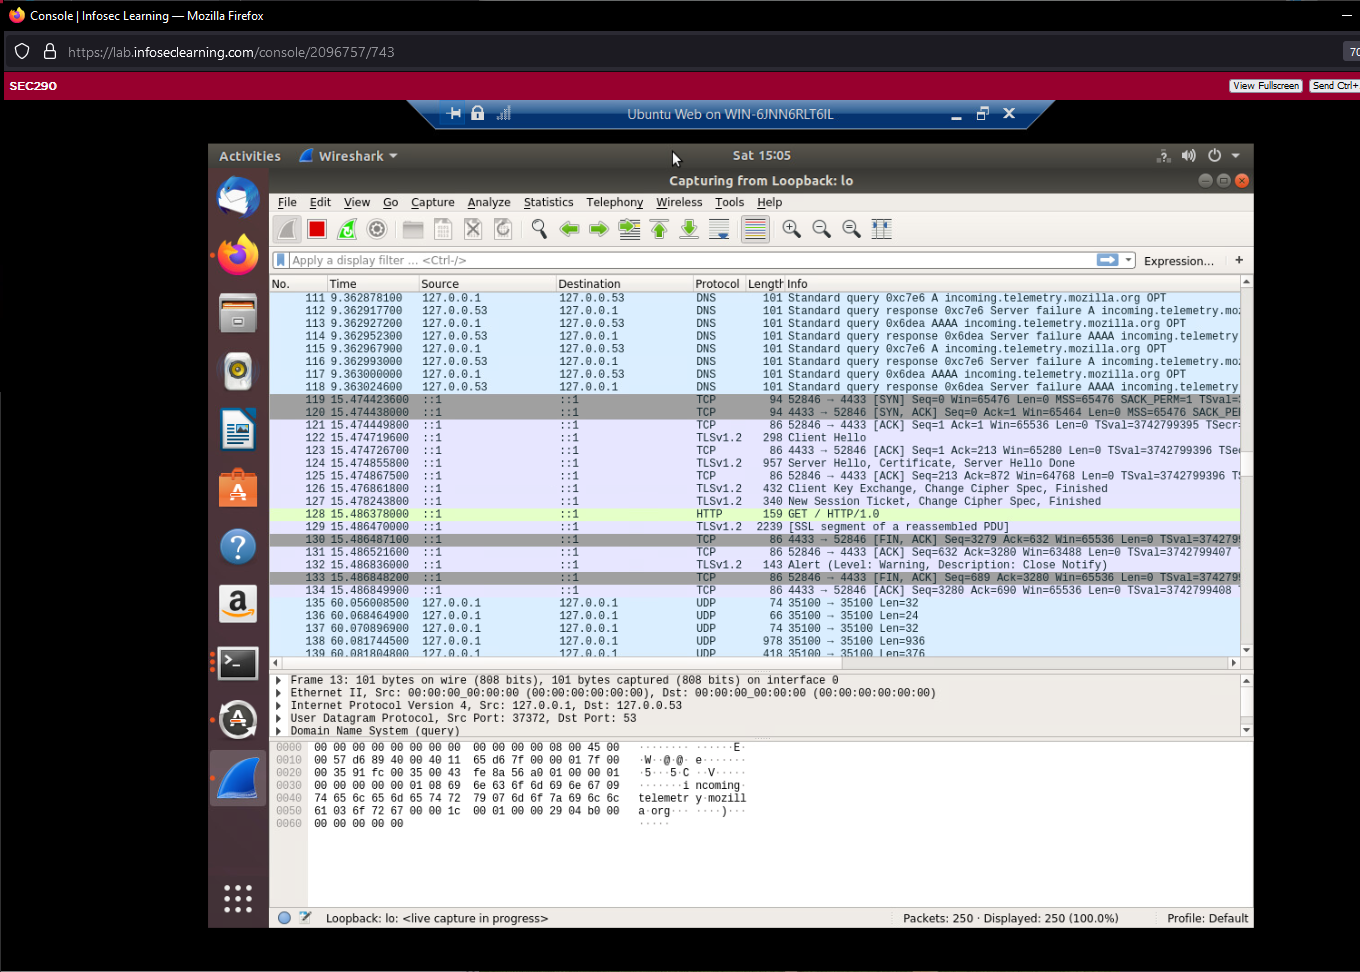 Console | Infosec Learning — Mozilla Firefox
https://lab.infoseclearning.com/console/2096757/743
70
SEC290
View Fullscreen
Send Ctrl+
Ubuntu Web on WIN-6JNN6RLT6IL
Activities
Wireshark
Sat 15:05
Capturing from Loopback: lo
File Edit View Go Capture Analyze Statistics Telephony Wireless Tools Help
Apply a display filter ... <Ctrl-/>
Expression...
+
No. Time Source Destination Protocol Length Info
111 9.362878100 127.0.0.1 127.0.0.53 DNS 101 Standard query 0xc7e6 A incoming.telemetry.mozilla.org OPT
112 9.362917700 127.0.0.53 127.0.0.1 DNS 101 Standard query response 0xc7e6 Server failure A incoming.telemetry.mo
113 9.362927200 127.0.0.1 127.0.0.53 DNS 101 Standard query 0x6dea AAAA incoming.telemetry.mozilla.org OPT
114 9.362952300 127.0.0.53 127.0.0.1 DNS 101 Standard query response 0x6dea Server failure AAAA incoming.telemetry
115 9.362967900 127.0.0.1 127.0.0.53 DNS 101 Standard query 0xc7e6 A incoming.telemetry.mozilla.org OPT
116 9.362993000 127.0.0.53 127.0.0.1 DNS 101 Standard query response 0xc7e6 Server failure A incoming.telemetry.mo
117 9.363000000 127.0.0.1 127.0.0.53 DNS 101 Standard query 0x6dea AAAA incoming.telemetry.mozilla.org OPT
118 9.363024600 127.0.0.53 127.0.0.1 DNS 101 Standard query response 0x6dea Server failure AAAA incoming.telemetry
119 15.474423600 ::1 ::1 TCP 94 52846 → 4433 [SYN] Seq=0 Win=65476 Len=0 MSS=65476 SACK_PERM=1 TSval=3
120 15.474438000 ::1 ::1 TCP 94 4433 → 52846 [SYN, ACK] Seq=0 Ack=1 Win=65464 Len=0 MSS=65476 SACK_PE
121 15.474449800 ::1 ::1 TCP 86 52846 → 4433 [ACK] Seq=1 Ack=1 Win=65536 Len=0 TSval=3742799395 TSecr=
122 15.474719600 ::1 ::1 TLSv1.2 298 Client Hello
123 15.474726700 ::1 ::1 TCP 86 4433 → 52846 [ACK] Seq=1 Ack=213 Win=65280 Len=0 TSval=3742799396 TSe
124 15.474855800 ::1 ::1 TLSv1.2 957 Server Hello, Certificate, Server Hello Done
125 15.474867500 ::1 ::1 TCP 86 52846 → 4433 [ACK] Seq=213 Ack=872 Win=64768 Len=0 TSval=3742799396 TS
126 15.476861800 ::1 ::1 TLSv1.2 432 Client Key Exchange, Change Cipher Spec, Finished
127 15.478243800 ::1 ::1 TLSv1.2 340 New Session Ticket, Change Cipher Spec, Finished
128 15.486378000 ::1 ::1 HTTP 159 GET / HTTP/1.0
129 15.486470000 ::1 ::1 TLSv1.2 2239 [SSL segment of a reassembled PDU]
130 15.486487100 ::1 ::1 TCP 86 4433 → 52846 [FIN, ACK] Seq=3279 Ack=632 Win=65536 Len=0 TSval=3742799
131 15.486521600 ::1 ::1 TCP 86 52846 → 4433 [ACK] Seq=632 Ack=3280 Win=63488 Len=0 TSval=3742799407
132 15.486836000 ::1 ::1 TLSv1.2 143 Alert (Level: Warning, Description: Close Notify)
133 15.486848200 ::1 ::1 TCP 86 52846 → 4433 [FIN, ACK] Seq=689 Ack=3280 Win=65536 Len=0 TSval=374279
134 15.486849900 ::1 ::1 TCP 86 4433 → 52846 [ACK] Seq=3280 Ack=690 Win=65536 Len=0 TSval=3742799408
135 60.056008500 127.0.0.1 127.0.0.1 UDP 74 35100 → 35100 Len=32
136 60.068464900 127.0.0.1 127.0.0.1 UDP 66 35100 → 35100 Len=24
137 60.070896900 127.0.0.1 127.0.0.1 UDP 74 35100 → 35100 Len=32
138 60.081744500 127.0.0.1 127.0.0.1 UDP 978 35100 → 35100 Len=936
139 60.081804800 127.0.0.1 127.0.0.1 UDP 418 35100 → 35100 Len=376
Frame 13: 101 bytes on wire (808 bits), 101 bytes captured (808 bits) on interface 0
Ethernet II, Src: 00:00:00_00:00:00 (00:00:00:00:00:00), Dst: 00:00:00_00:00:00 (00:00:00:00:00:00)
Internet Protocol Version 4, Src: 127.0.0.1, Dst: 127.0.0.53
User Datagram Protocol, Src Port: 37372, Dst Port: 53
Domain Name System (query)
0000 00 00 00 00 00 00 00 00 00 00 00 00 08 00 45 00 ········ ······E·
0010 00 57 d6 89 40 00 40 11 65 d6 7f 00 00 01 7f 00 ·W··@·@· e·······
0020 00 35 91 fc 00 35 00 43 fe 8a 56 a0 01 00 00 01 ·5···5·C ··V·····
0030 00 00 00 00 00 01 08 69 6e 63 6f 6d 69 6e 67 09 ·······i ncoming·
0040 74 65 6c 65 6d 65 74 72 79 07 6d 6f 7a 69 6c 6c telemetr y·mozill
0050 61 03 6f 72 67 00 00 1c 00 01 00 00 29 04 b0 00 a·org··· ····)···
0060 00 00 00 00 00 ·····
Loopback: lo: <live capture in progress>
Packets: 250 · Displayed: 250 (100.0%)
Profile: Default